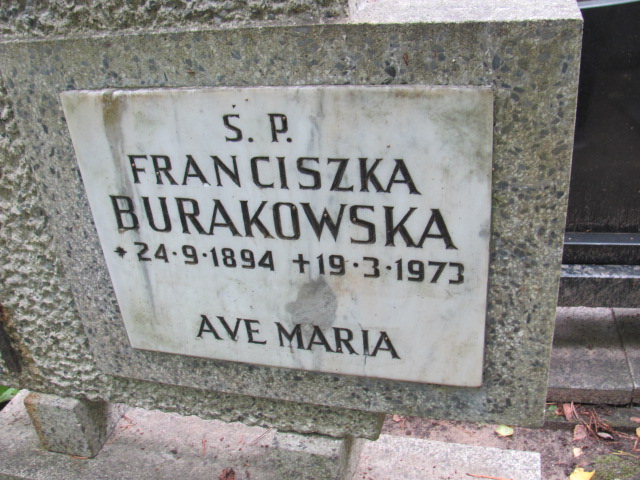 Ś. P.
FRANCISZKA
BURAKOWSKA
*24·9·1894 +19·3·1973
AVE MARIA